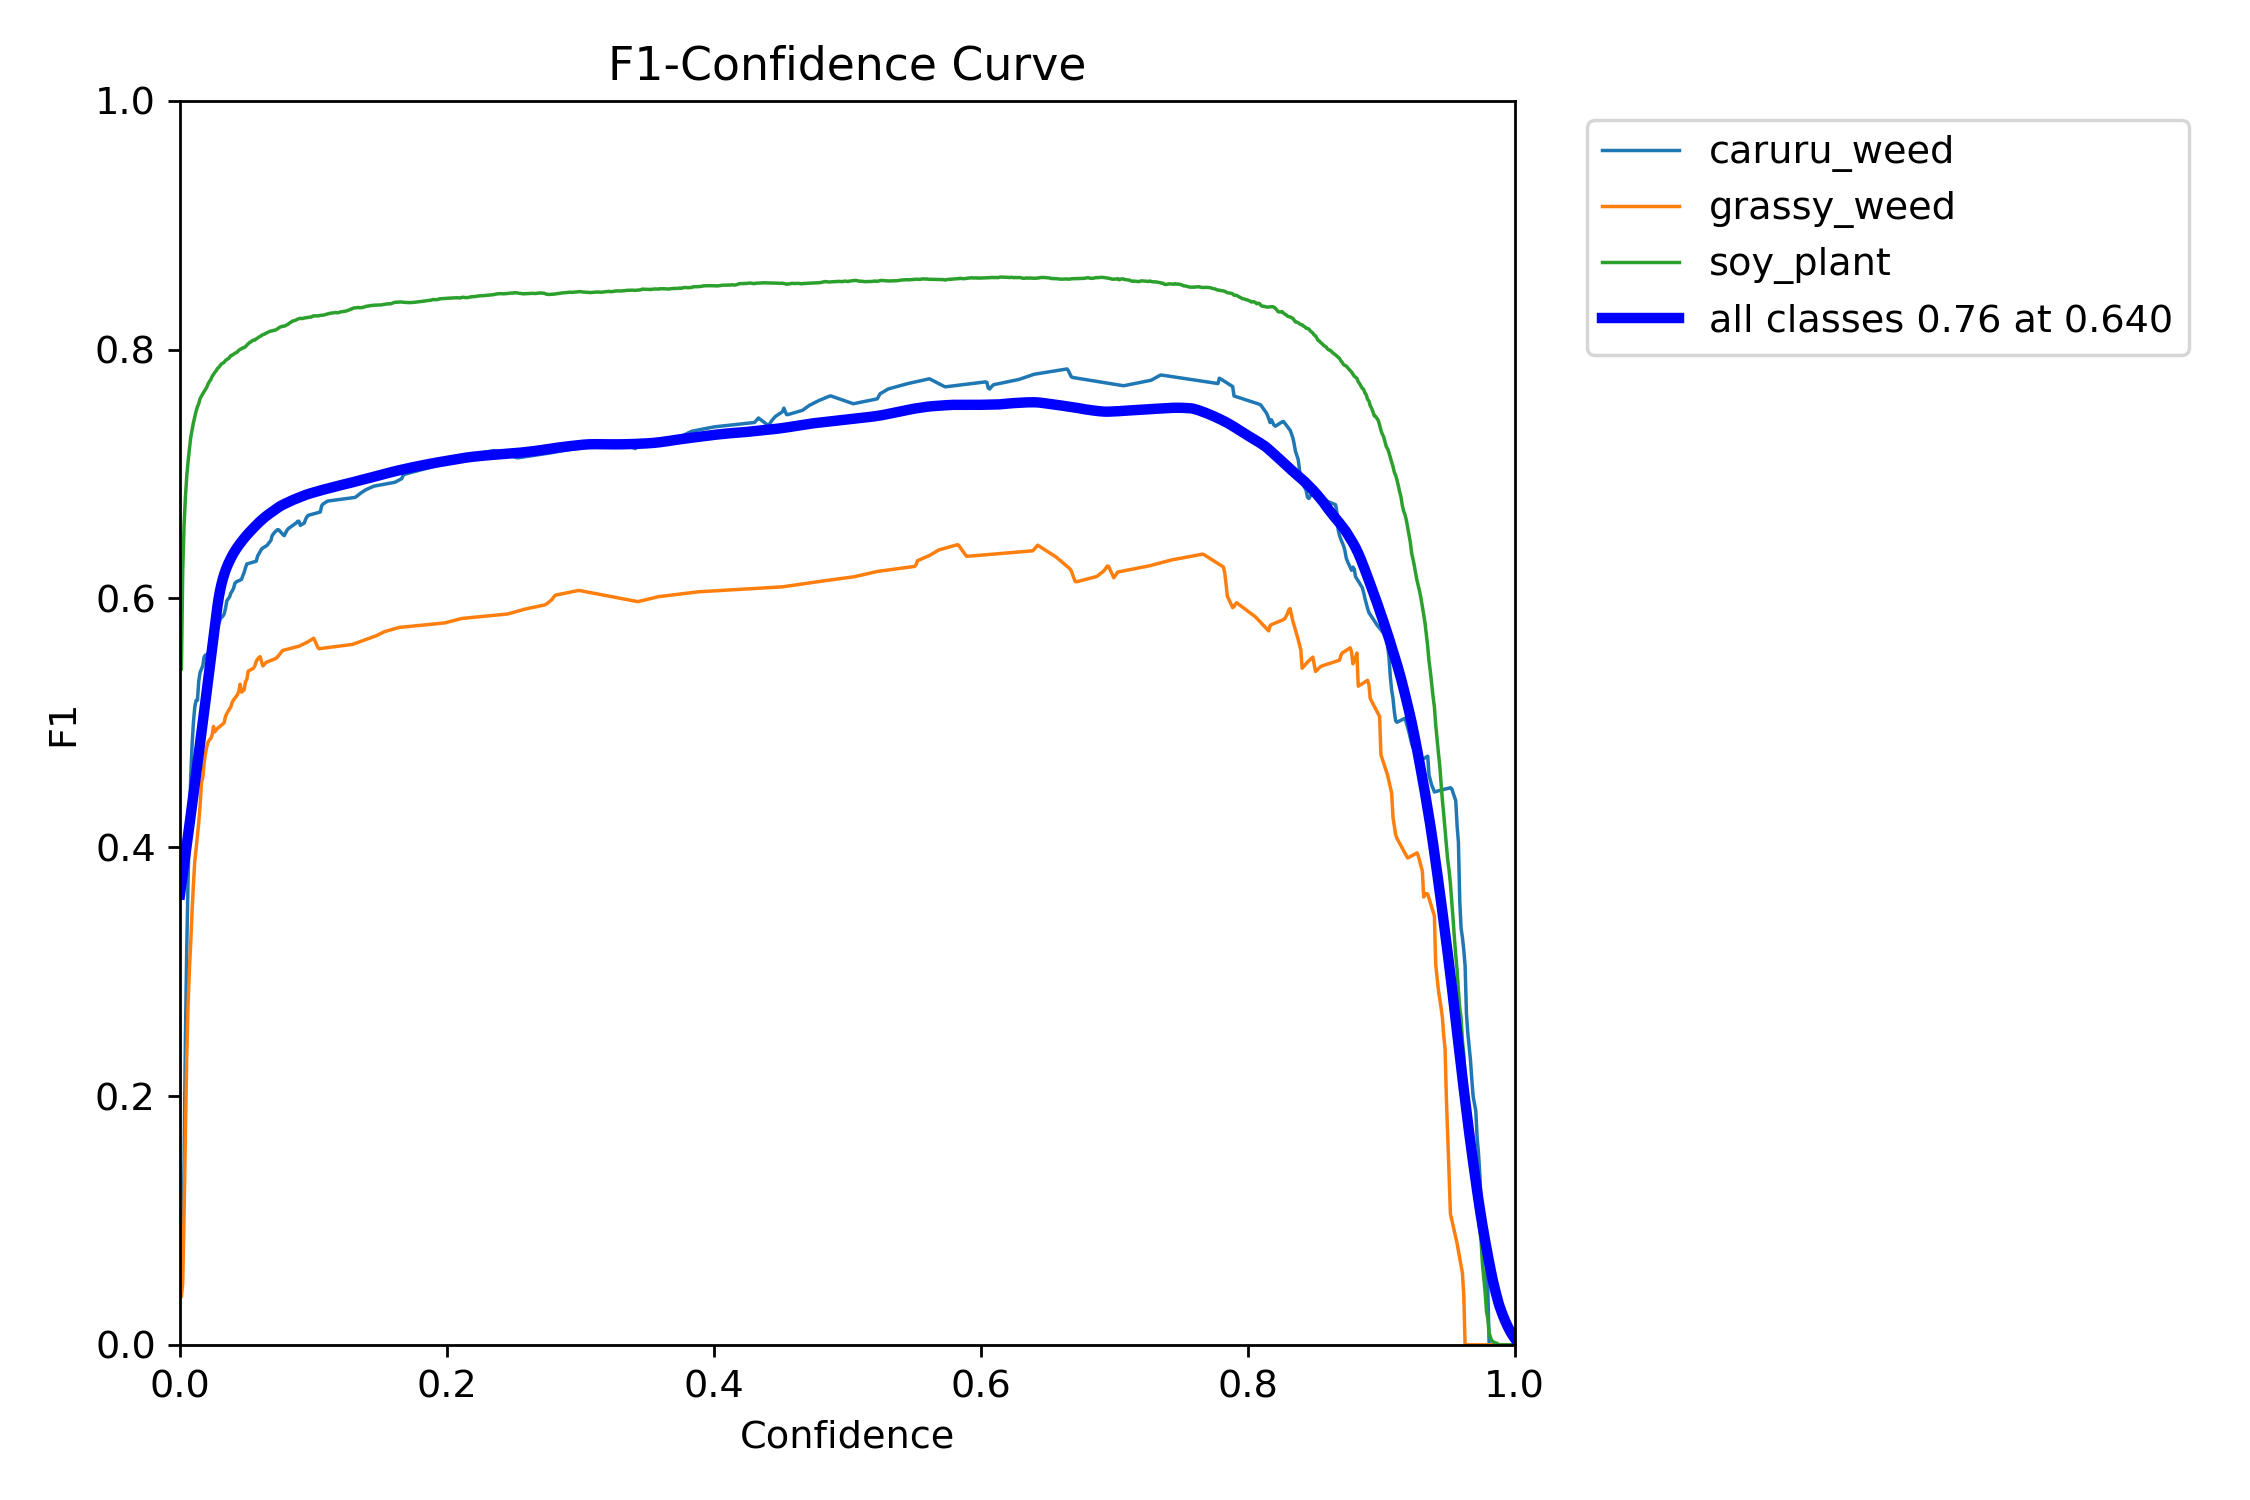 F1-Confidence Curve
1.0
0.8
0.6
0.4
0.2
0.0
F1
0.0 0.2 0.4 0.6 0.8 1.0
Confidence
caruru_weed
grassy_weed
soy_plant
all classes 0.76 at 0.640